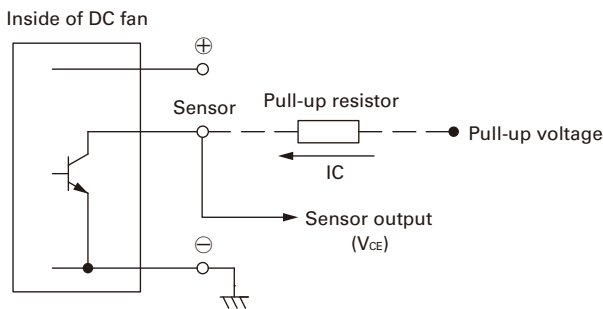 Inside of DC fan
⊕
Sensor
Pull-up resistor
Pull-up voltage
IC
Sensor output
(VCE)
⊖